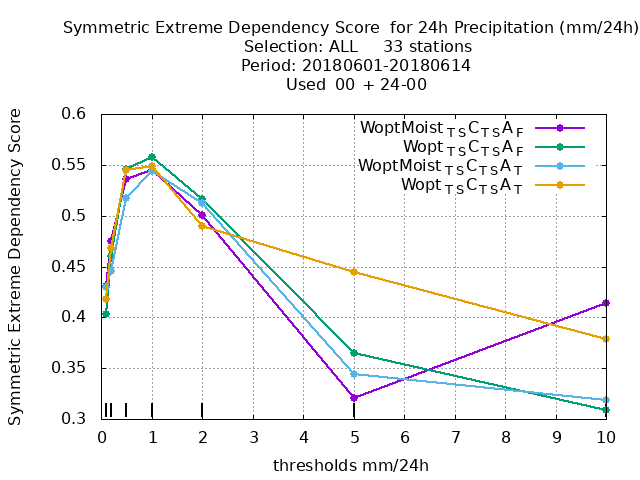 Symmetric Extreme Dependency Score  for 24h Precipitation (mm/24h)
Selection: ALL     33 stations
Period: 20180601-20180614
Used  00 + 24-00
Symmetric Extreme Dependency Score
0.6
0.55
0.5
0.45
0.4
0.35
0.3
WoptMoist TS C TS A F
Wopt TS C TS A F
WoptMoist TS C TS A T
Wopt TS C TS A T
0 1 2 3 4 5 6 7 8 9 10
thresholds mm/24h